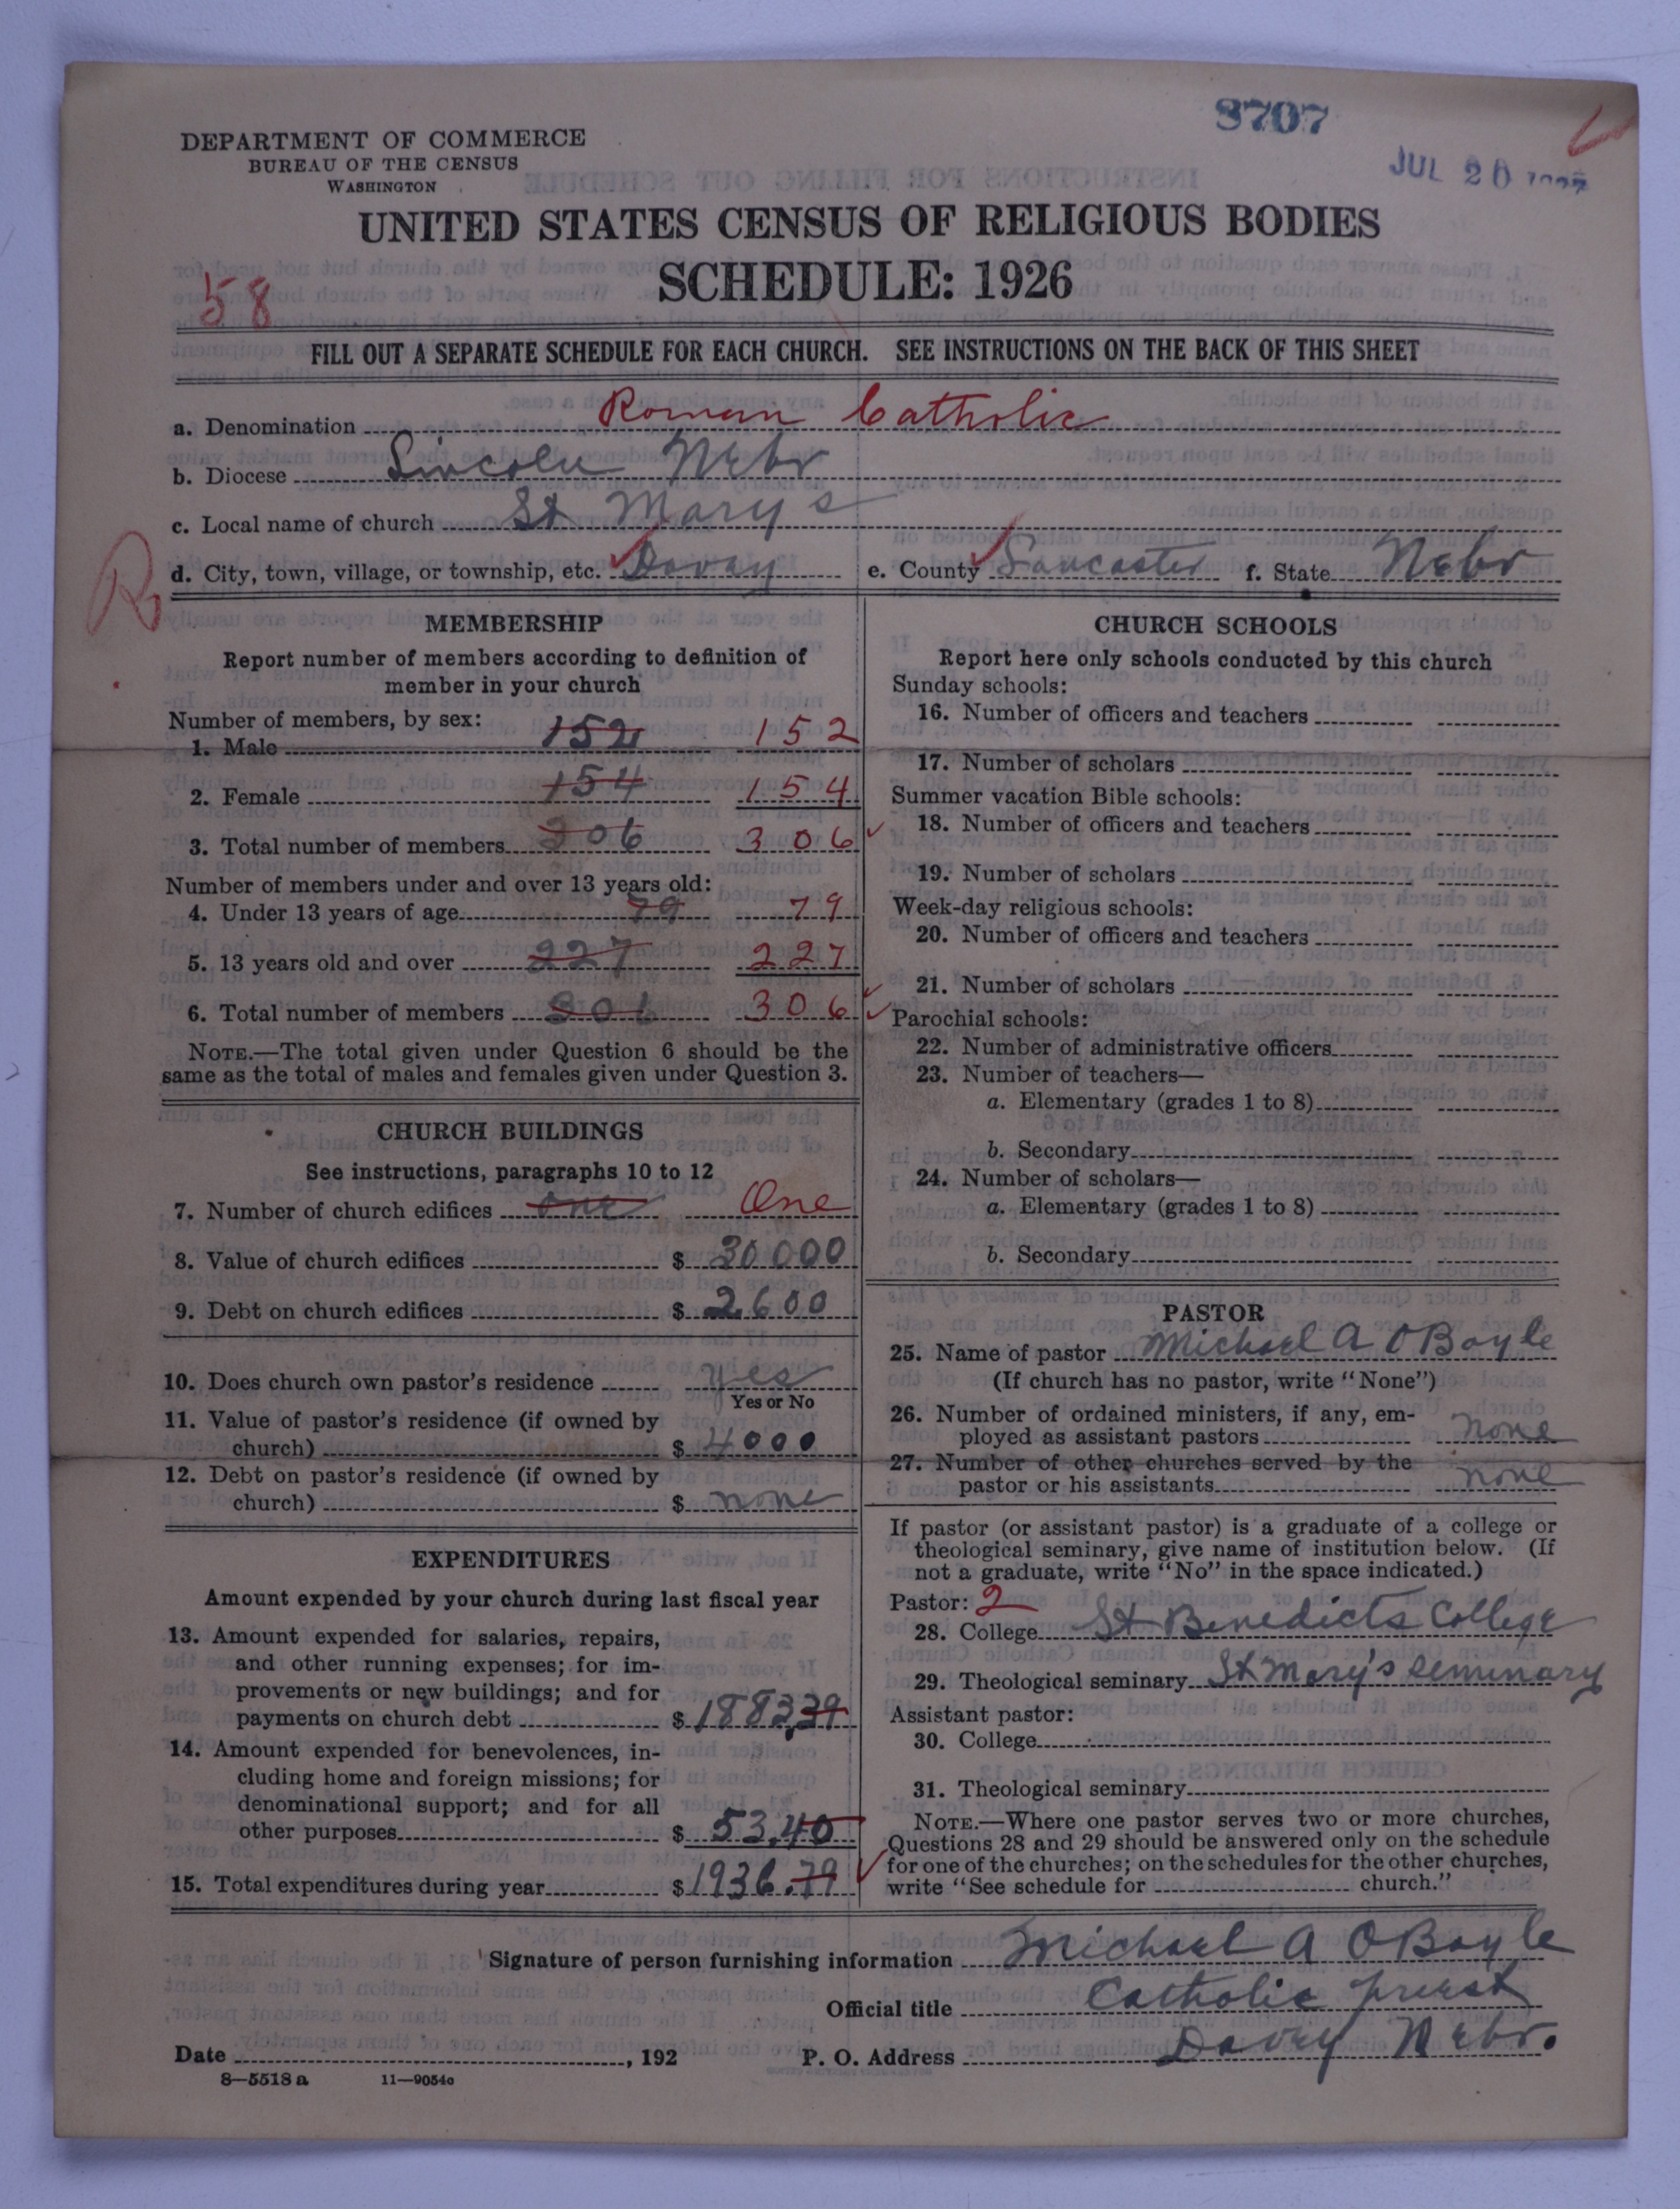 8707
DEPARTMENT OF COMMERCE
BUREAU OF THE CENSUS
WASHINGTON
JUL 20 1927
UNITED STATES CENSUS OF RELIGIOUS BODIES
SCHEDULE: 1926
58
FILL OUT A SEPARATE SCHEDULE FOR EACH CHURCH. SEE INSTRUCTIONS ON THE BACK OF THIS SHEET
a. Denomination Roman Catholic
b. Diocese Lincoln Nebr
c. Local name of church St Mary's
d. City, town, village, or township, etc. Davey e. County Lancaster f. State Nebr
R
MEMBERSHIP
Report number of members according to definition of
member in your church
Number of members, by sex:
1. Male 152 152
2. Female 154 154
3. Total number of members 306 306
Number of members under and over 13 years old:
4. Under 13 years of age 79 79
5. 13 years old and over 227 227
6. Total number of members 306 306
NOTE.—The total given under Question 6 should be the
same as the total of males and females given under Question 3.
CHURCH BUILDINGS
See instructions, paragraphs 10 to 12
7. Number of church edifices one One
8. Value of church edifices $ 30000
9. Debt on church edifices $ 2600
10. Does church own pastor's residence yes
Yes or No
11. Value of pastor's residence (if owned by
church) $ 4000
12. Debt on pastor's residence (if owned by
church) $ none
EXPENDITURES
Amount expended by your church during last fiscal year
13. Amount expended for salaries, repairs,
and other running expenses; for im-
provements or new buildings; and for
payments on church debt $ 1883,39
14. Amount expended for benevolences, in-
cluding home and foreign missions; for
denominational support; and for all
other purposes $ 53,40
15. Total expenditures during year $ 1936.79
CHURCH SCHOOLS
Report here only schools conducted by this church
Sunday schools:
16. Number of officers and teachers
17. Number of scholars
Summer vacation Bible schools:
18. Number of officers and teachers
19. Number of scholars
Week-day religious schools:
20. Number of officers and teachers
21. Number of scholars
Parochial schools:
22. Number of administrative officers
23. Number of teachers—
a. Elementary (grades 1 to 8)
b. Secondary
24. Number of scholars—
a. Elementary (grades 1 to 8)
b. Secondary
PASTOR
25. Name of pastor Michael A OBoyle
(If church has no pastor, write "None")
26. Number of ordained ministers, if any, em-
ployed as assistant pastors none
27. Number of other churches served by the
pastor or his assistants none
If pastor (or assistant pastor) is a graduate of a college or
theological seminary, give name of institution below. (If
not a graduate, write "No" in the space indicated.)
Pastor: 2
28. College St Benedicts College
29. Theological seminary St Mary's Seminary
Assistant pastor:
30. College
31. Theological seminary
NOTE.—Where one pastor serves two or more churches,
Questions 28 and 29 should be answered only on the schedule
for one of the churches; on the schedules for the other churches,
write "See schedule for church."
Signature of person furnishing information Michael A OBoyle
Official title Catholic priest
Date , 192 P. O. Address Davey Nebr.
8—5518 a 11—9054c